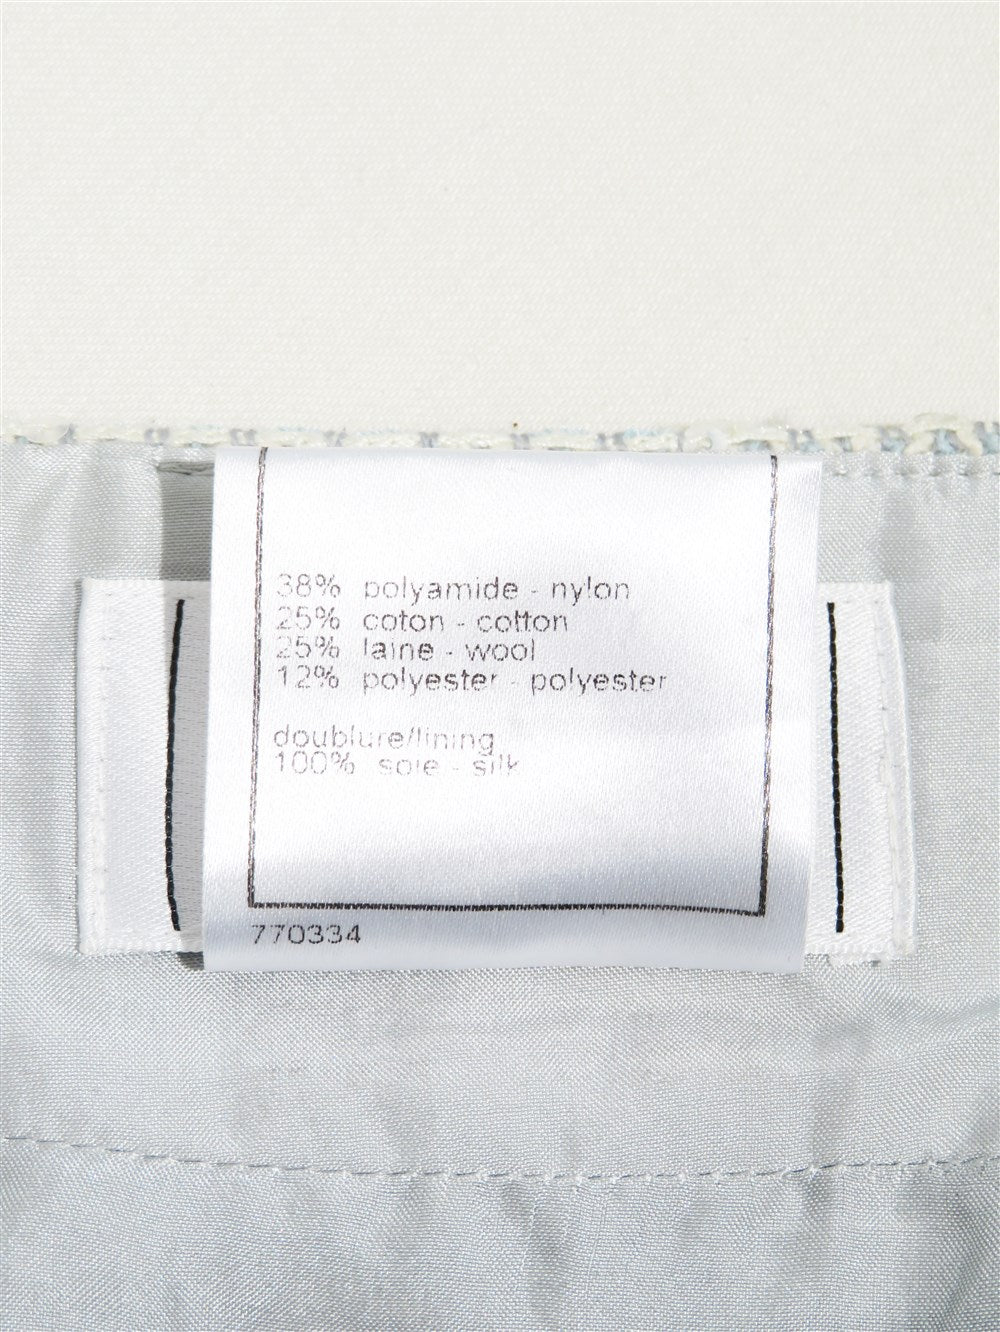 38% polyamide - nylon
25% coton - cotton
25% laine - wool
12% polyester - polyester
doublure/lining
100% soie - silk
770334